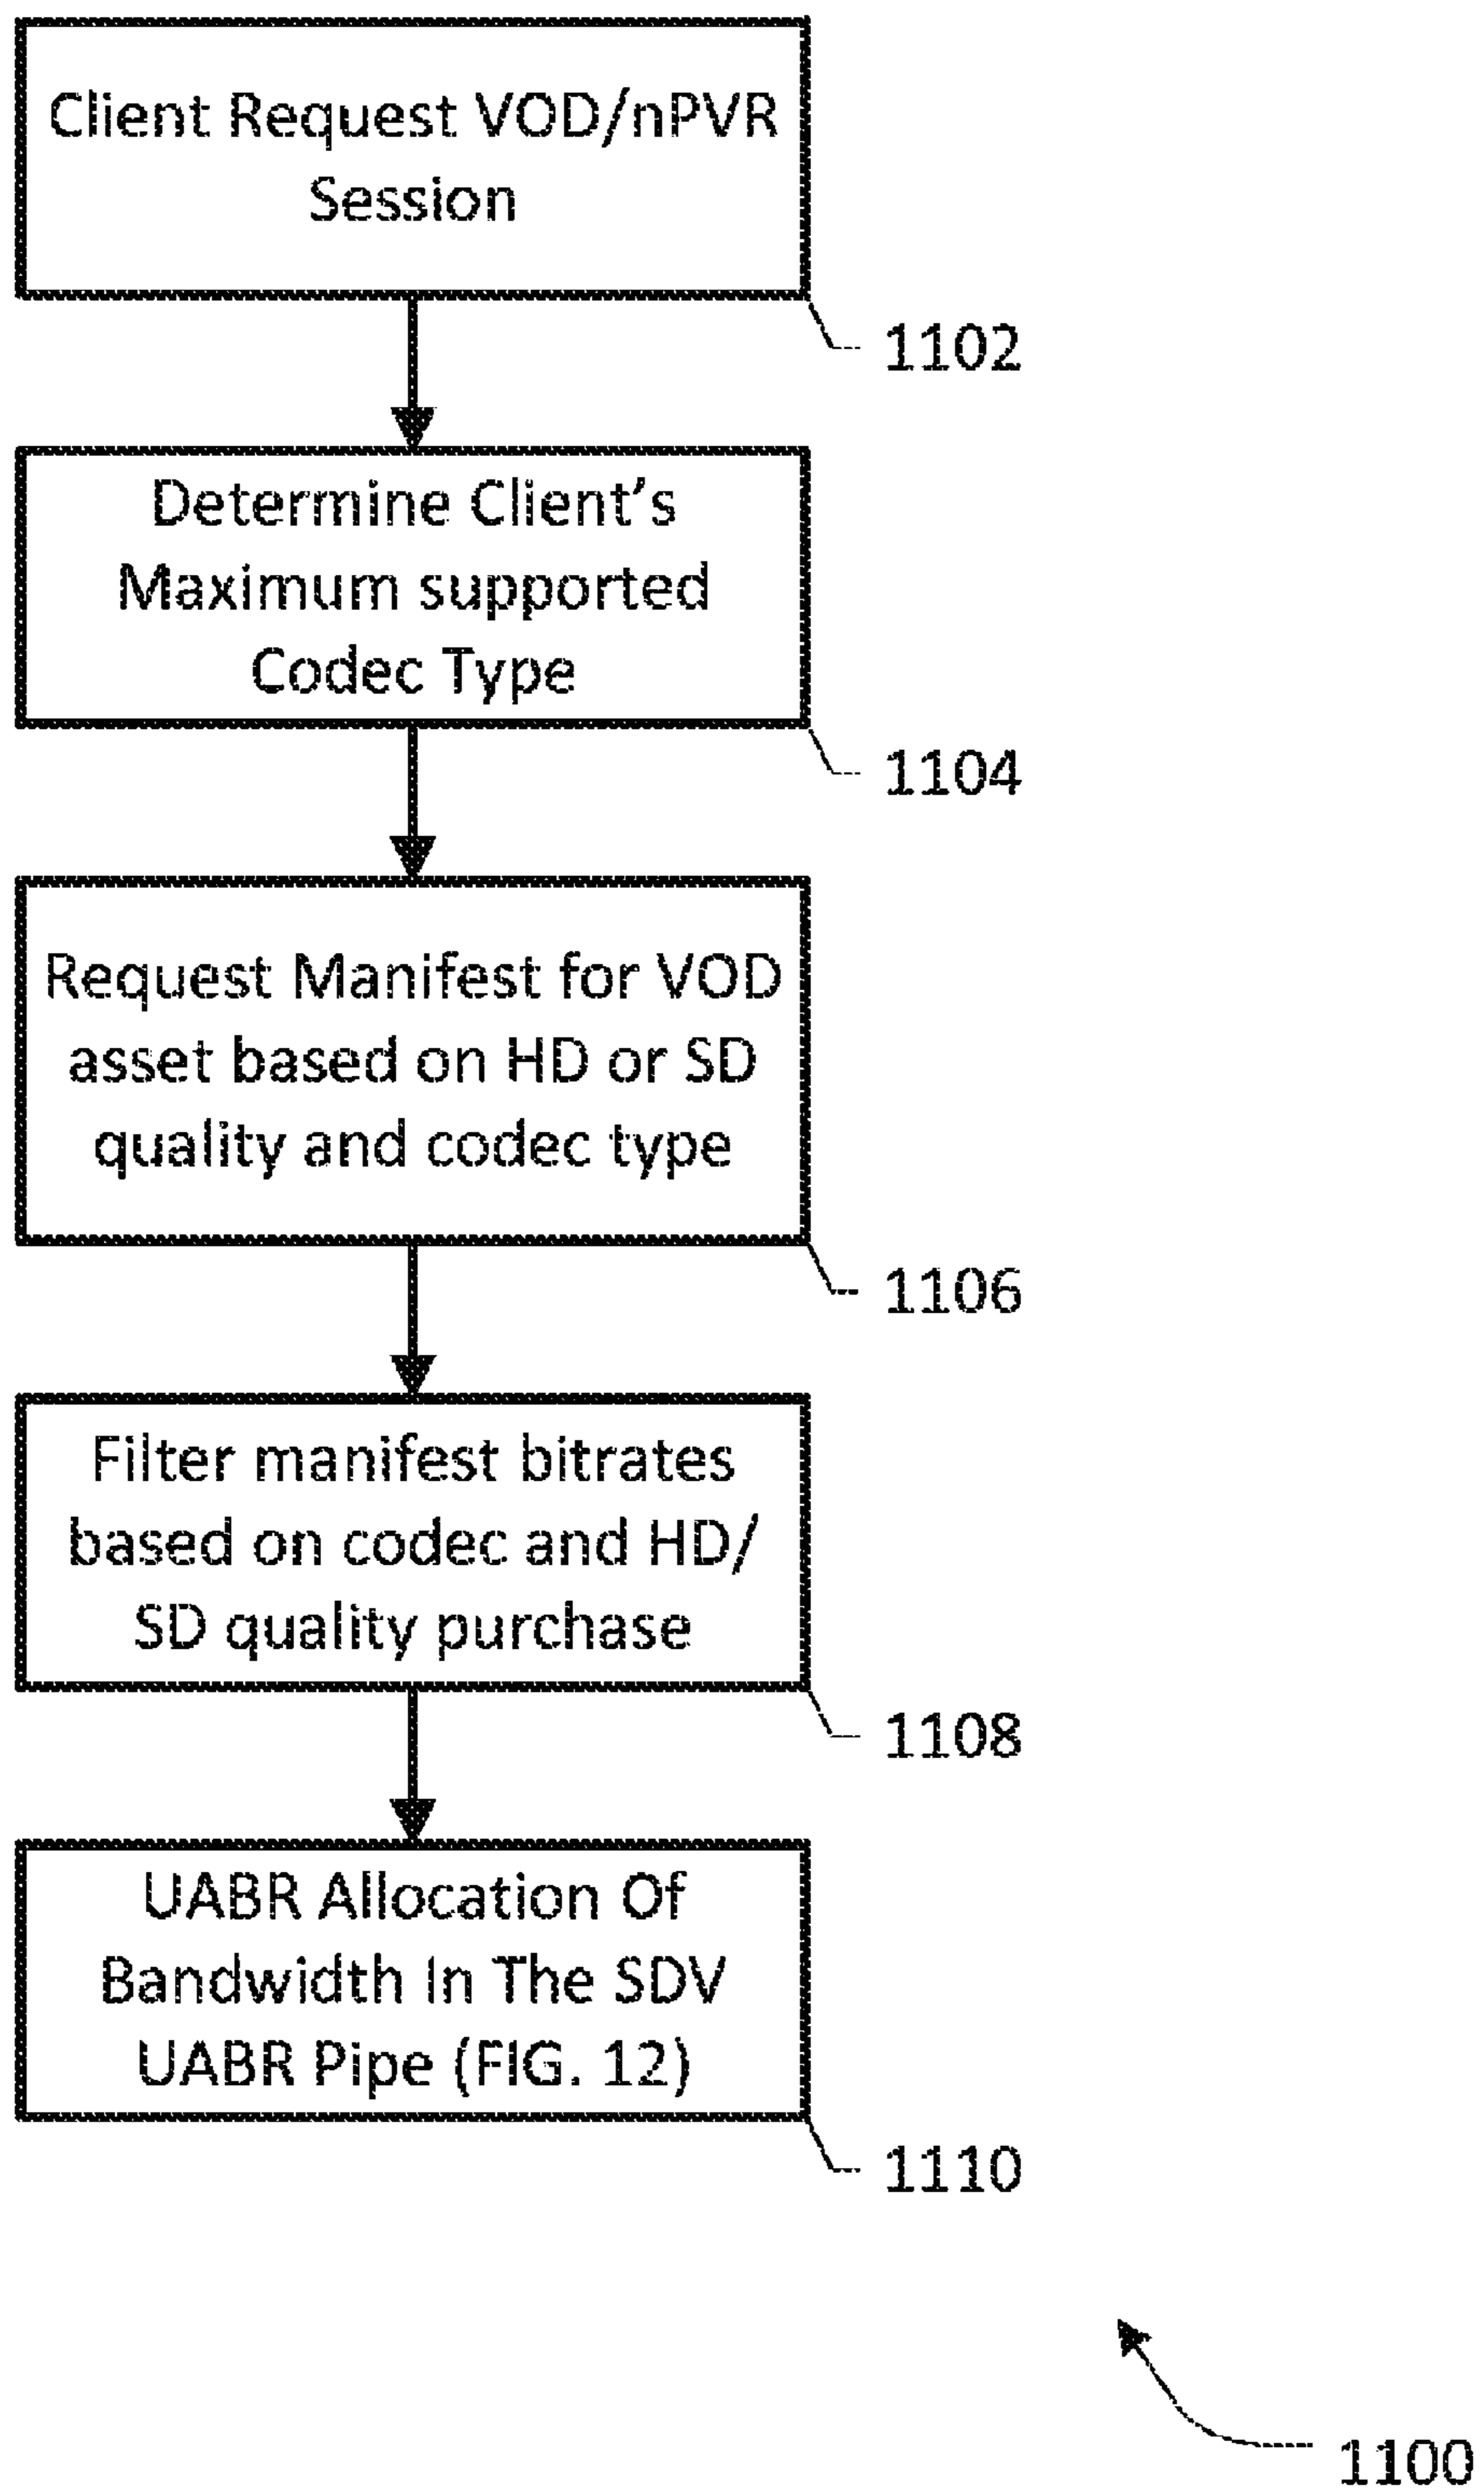 Client Request VOD/nPVR
Session
1102
Determine Client's
Maximum supported
Codec Type
1104
Request Manifest for VOD
asset based on HD or SD
quality and codec type
1106
Filter manifest bitrates
based on codec and HD/
SD quality purchase
1108
UABR Allocation Of
Bandwidth In The SDV
UABR Pipe (FIG. 12)
1110
1100